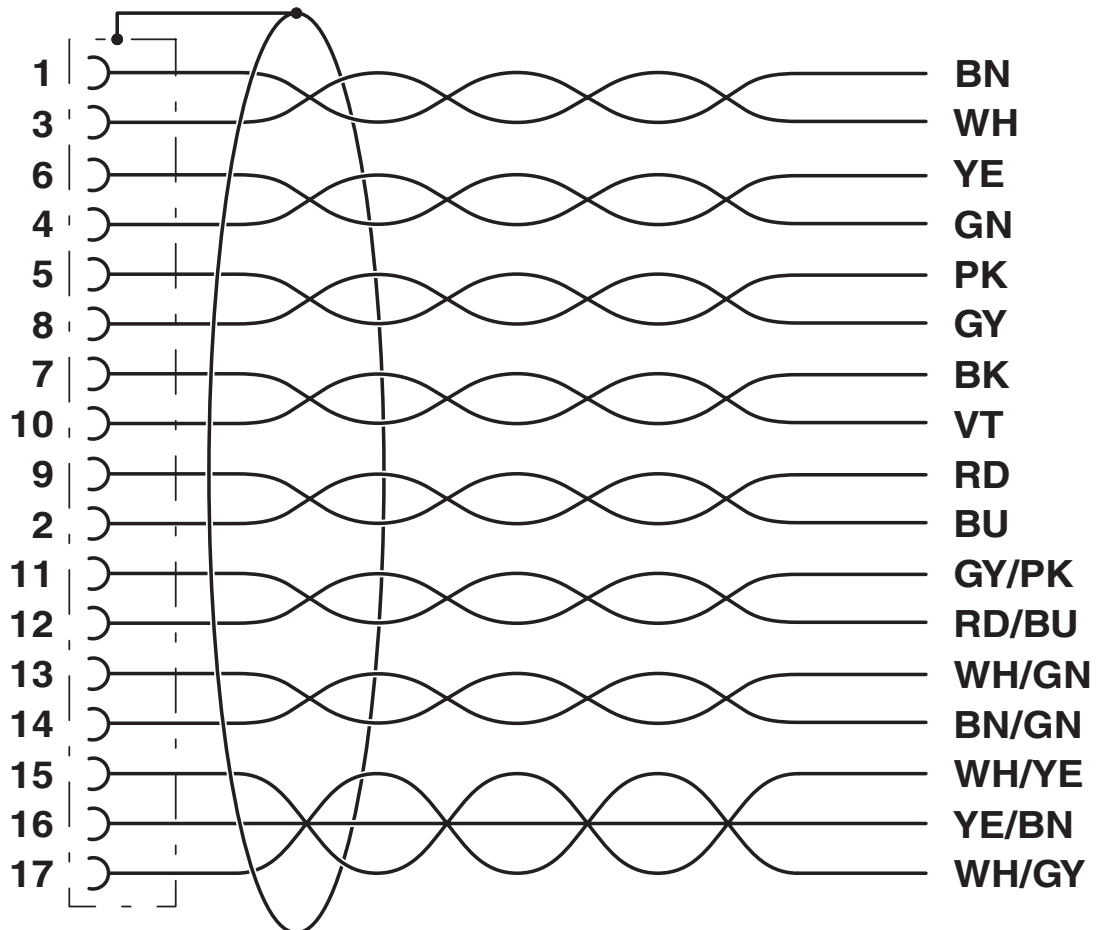 1 BN
3 WH
6 YE
4 GN
5 PK
8 GY
7 BK
10 VT
9 RD
2 BU
11 GY/PK
12 RD/BU
13 WH/GN
14 BN/GN
15 WH/YE
16 YE/BN
17 WH/GY